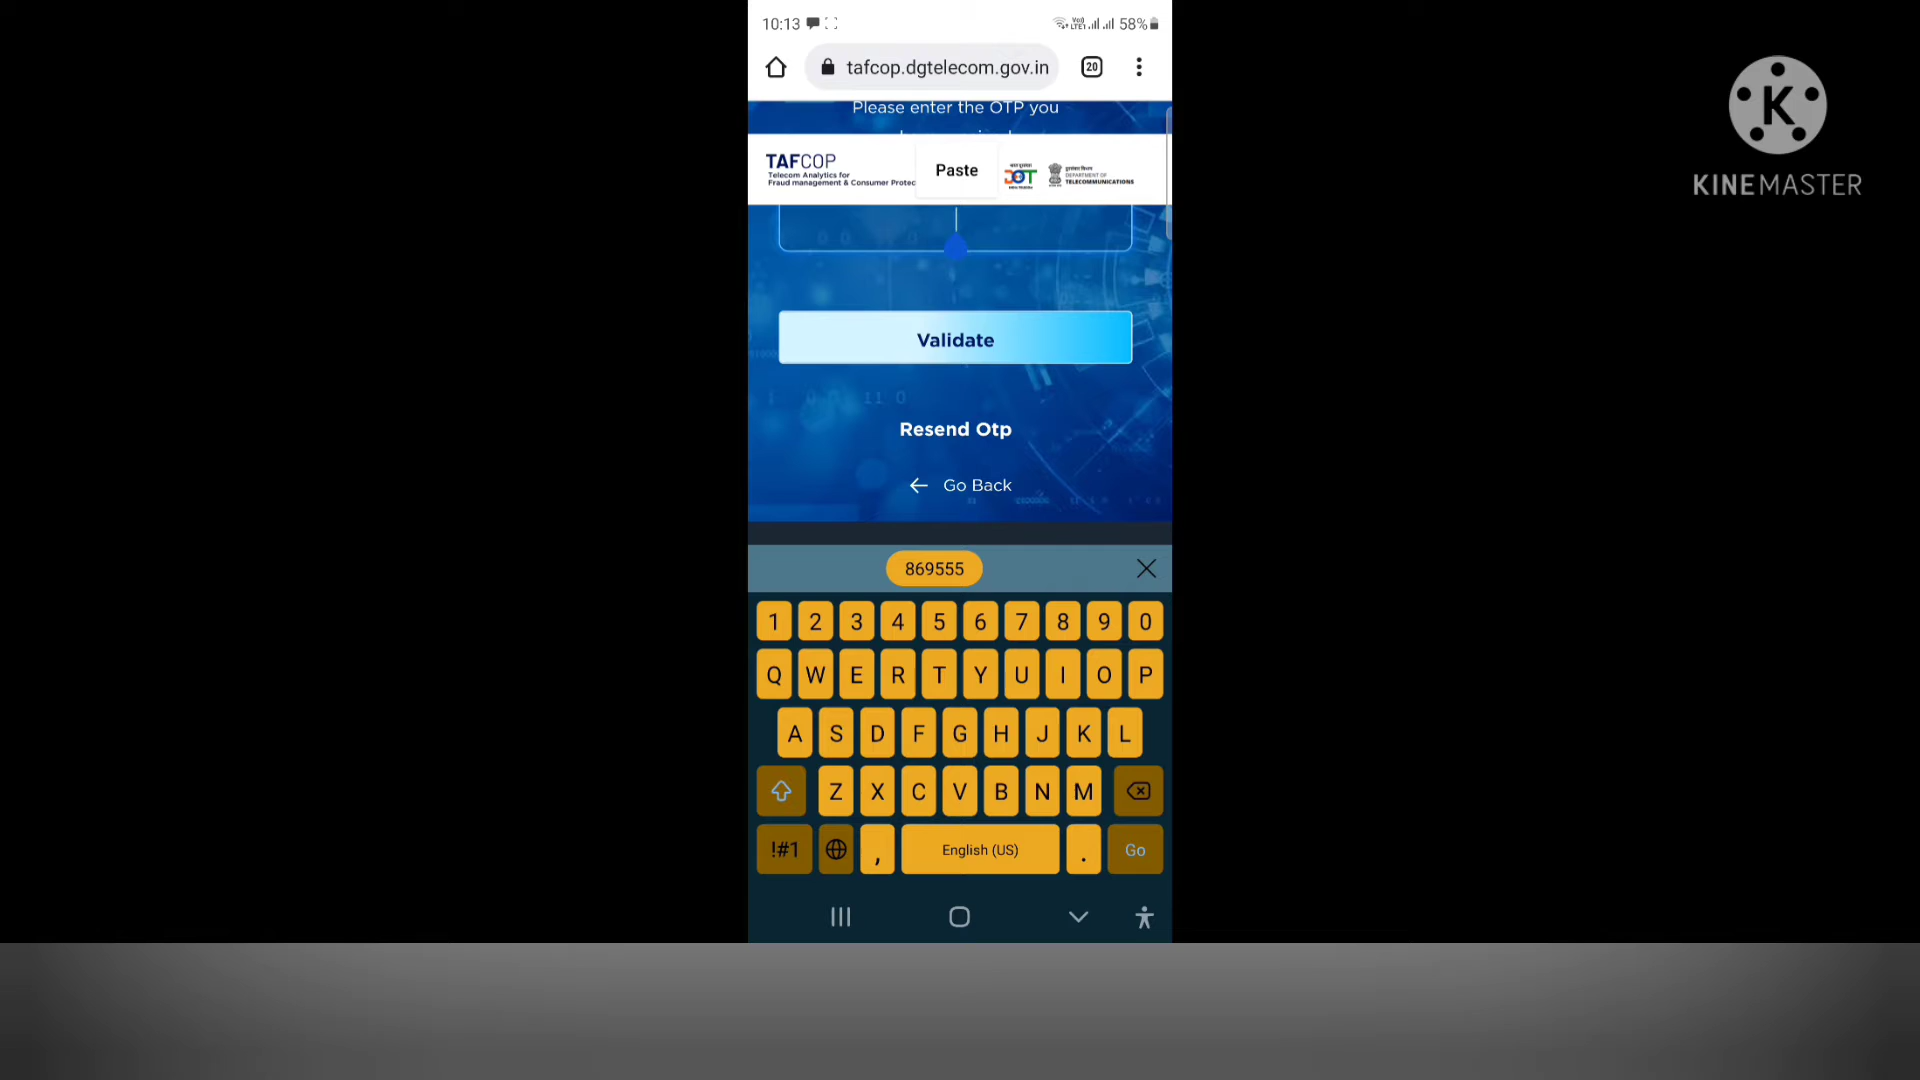 10:13
58%
tafcop.dgtelecom.gov.in
20
Please enter the OTP you
TAFCOP
Telecom Analytics for
Fraud management & Consumer Protec
Paste
DOT
DEPARTMENT OF
TELECOMMUNICATIONS
Validate
Resend Otp
← Go Back
869555
1 2 3 4 5 6 7 8 9 0
Q W E R T Y U I O P
A S D F G H J K L
Z X C V B N M
!#1 , English (US) . Go
K
KINEMASTER